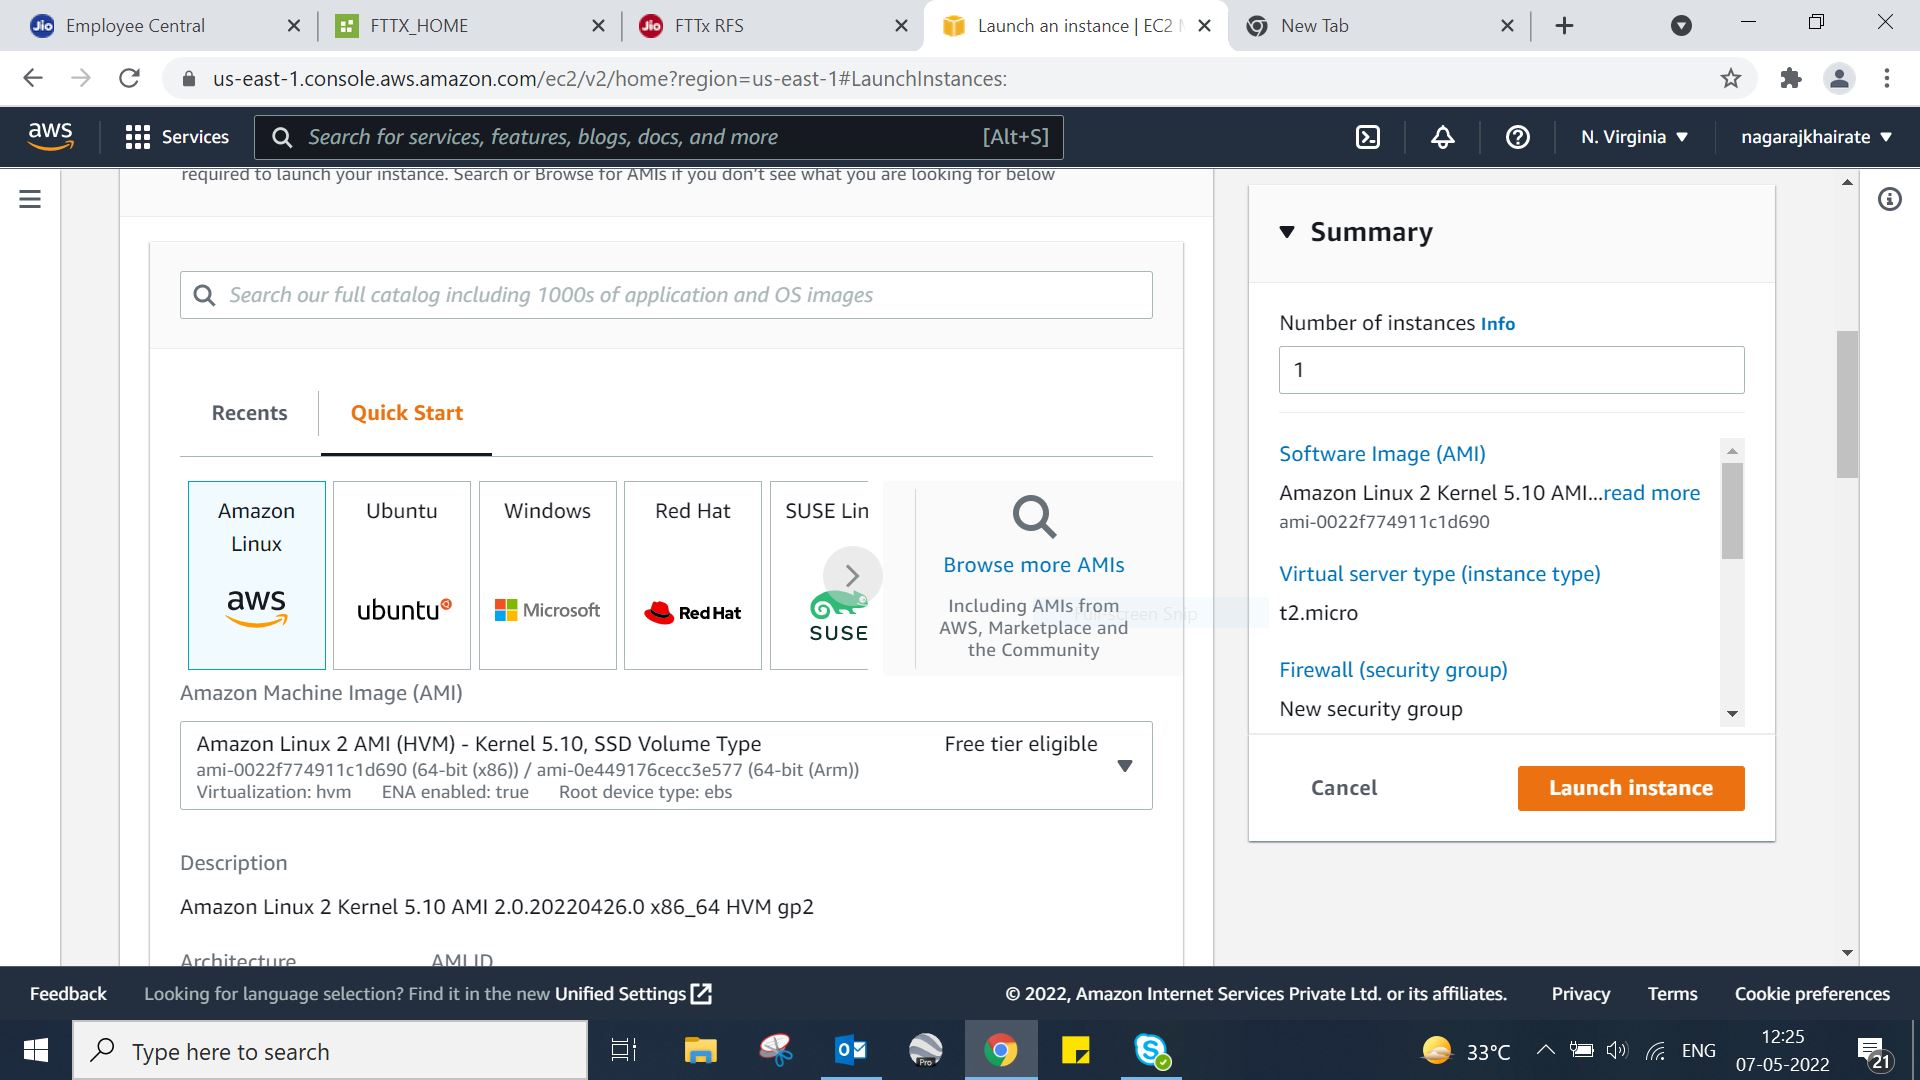 Employee Central
FTTX_HOME
FTTx RFS
Launch an instance | EC2 M
New Tab
us-east-1.console.aws.amazon.com/ec2/v2/home?region=us-east-1#LaunchInstances:
aws
Services
Search for services, features, blogs, docs, and more
[Alt+S]
N. Virginia
nagarajkhairate
required to launch your instance. Search or Browse for AMIs if you don't see what you are looking for below
Search our full catalog including 1000s of application and OS images
Recents
Quick Start
Amazon
Linux
aws
Ubuntu
ubuntu
Windows
Microsoft
Red Hat
Red Hat
SUSE Lin
SUSE
Browse more AMIs
Including AMIs from
AWS, Marketplace and
the Community
Full-screen Snip
Amazon Machine Image (AMI)
Amazon Linux 2 AMI (HVM) - Kernel 5.10, SSD Volume Type
Free tier eligible
ami-0022f774911c1d690 (64-bit (x86)) / ami-0e449176cecc3e577 (64-bit (Arm))
Virtualization: hvm ENA enabled: true Root device type: ebs
Description
Amazon Linux 2 Kernel 5.10 AMI 2.0.20220426.0 x86_64 HVM gp2
Architecture
AMI ID
Summary
Number of instances Info
1
Software Image (AMI)
Amazon Linux 2 Kernel 5.10 AMI...read more
ami-0022f774911c1d690
Virtual server type (instance type)
t2.micro
Firewall (security group)
New security group
Cancel
Launch instance
Feedback
Looking for language selection? Find it in the new Unified Settings
© 2022, Amazon Internet Services Private Ltd. or its affiliates.
Privacy
Terms
Cookie preferences
Type here to search
Pro
33°C
ENG
12:25
07-05-2022
21